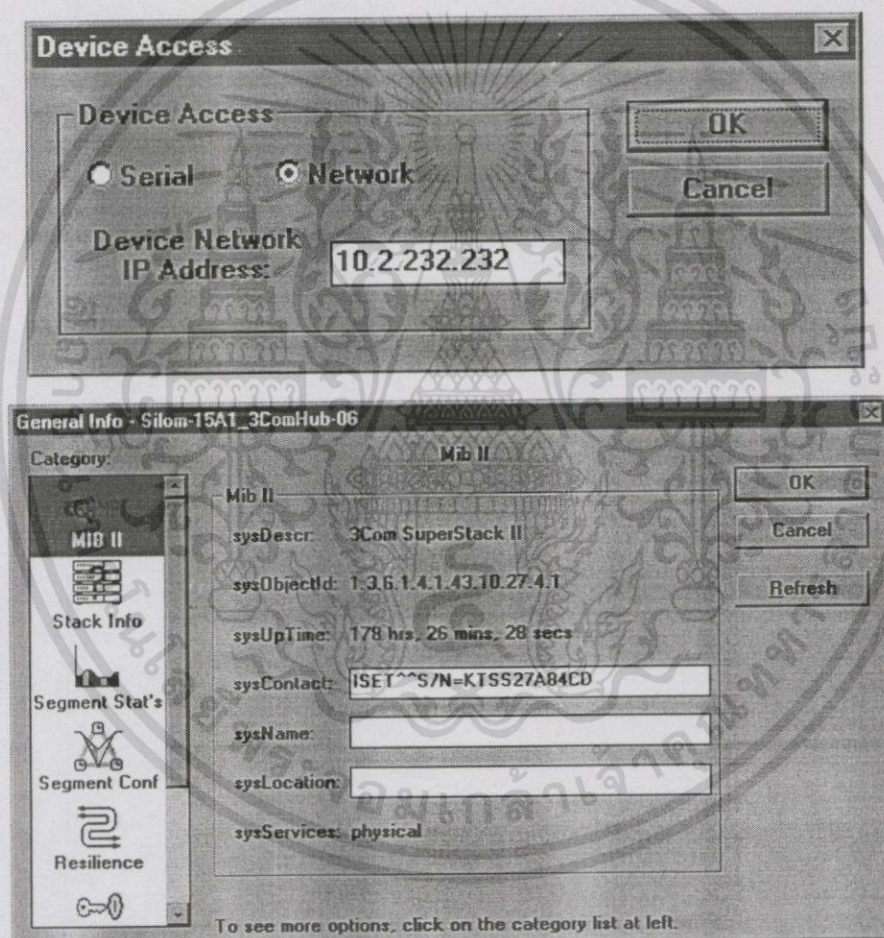 Device Access
Device Access
Serial
Network
Device Network
IP Address:
10.2.232.232
OK
Cancel
General Info - Silom-15A1_3ComHub-06
Category:
MIB II
Stack Info
Segment Stat's
Segment Conf
Resilience
Mib II
Mib II
sysDescr: 3Com SuperStack II
sysObjectId: 1.3.6.1.4.1.43.10.27.4.1
sysUpTime: 178 hrs, 26 mins, 28 secs
sysContact: ISET^^S/N=KTSS27A84CD
sysName:
sysLocation:
sysServices: physical
OK
Cancel
Refresh
To see more options, click on the category list at left.